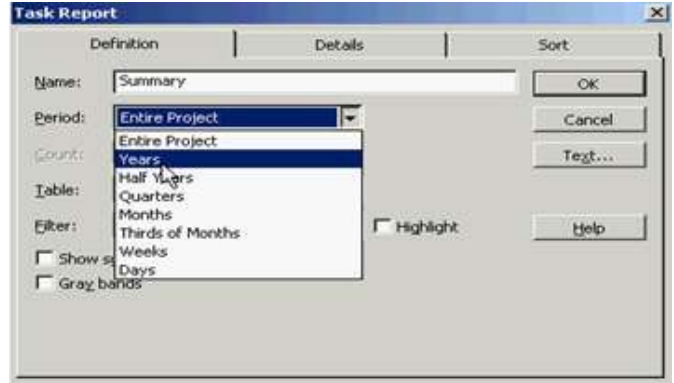 Task Report
Definition Details Sort
Name: Summary OK
Period: Entire Project Cancel
Entire Project
Count: Years Text...
Half Years
Table: Quarters
Months
Filter: Thirds of Months Highlight Help
Show Weeks
Days
Gray bands